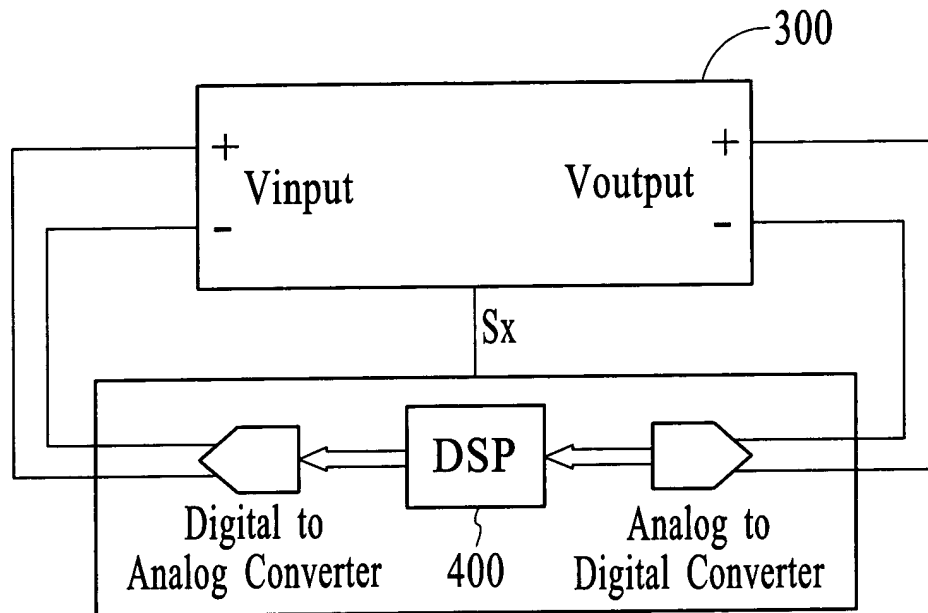 300
+ +
Vinput Voutput
- -
Sx
DSP
Digital to
Analog Converter
400
Analog to
Digital Converter